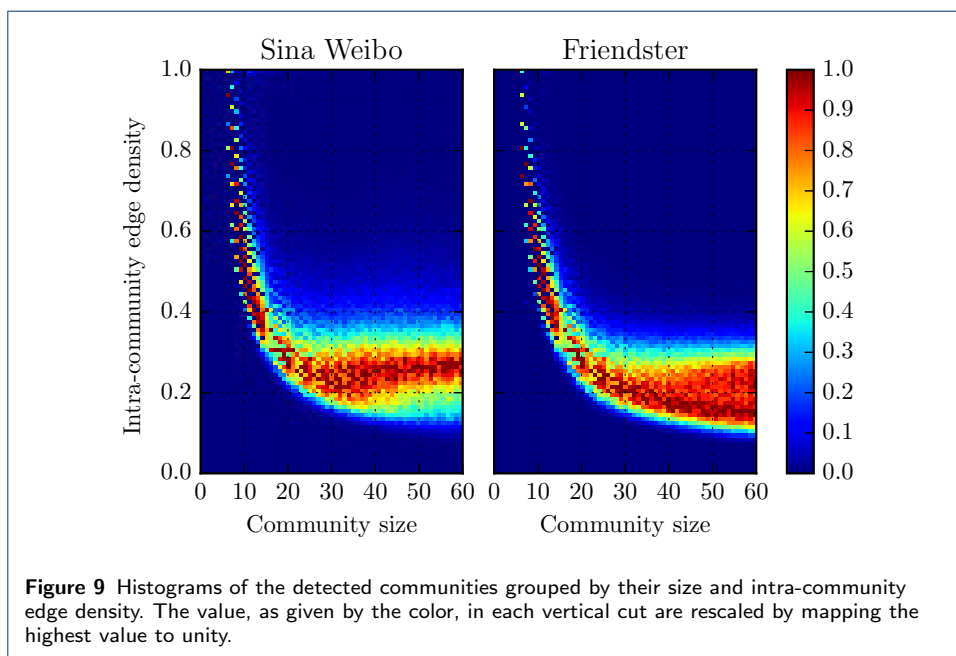 Sina Weibo
Friendster
1.0
0.8
0.6
0.4
0.2
0.0
Intra-community edge density
0 10 20 30 40 50 60
Community size
0 10 20 30 40 50 60
Community size
1.0
0.9
0.8
0.7
0.6
0.5
0.4
0.3
0.2
0.1
0.0
Figure 9 Histograms of the detected communities grouped by their size and intra-community
edge density. The value, as given by the color, in each vertical cut are rescaled by mapping the
highest value to unity.